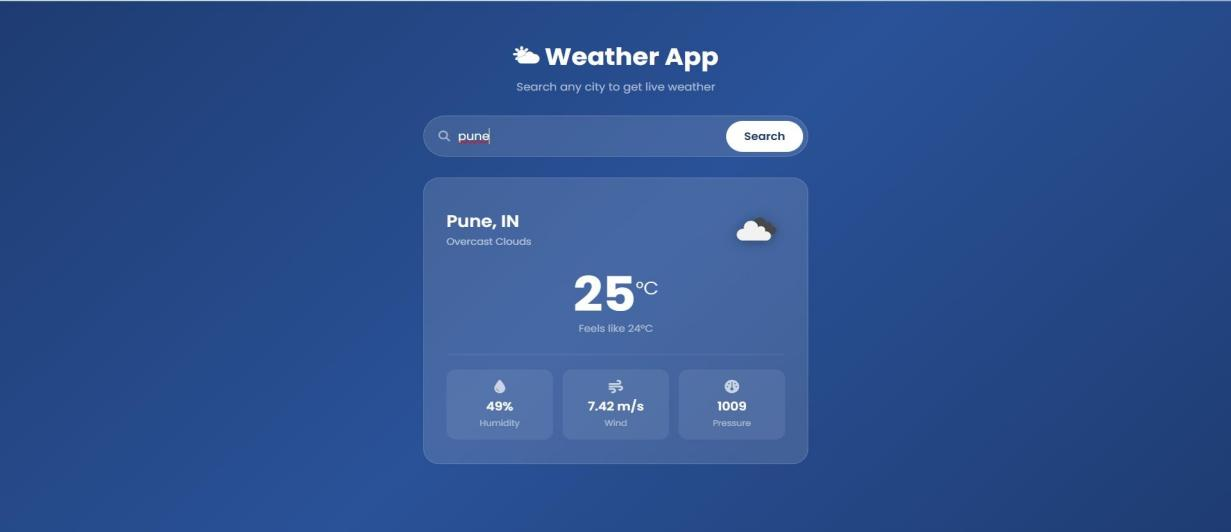 Weather App
Search any city to get live weather
pune
Search
Pune, IN
Overcast Clouds
25°C
Feels like 24°C
49%
Humidity
7.42 m/s
Wind
1009
Pressure